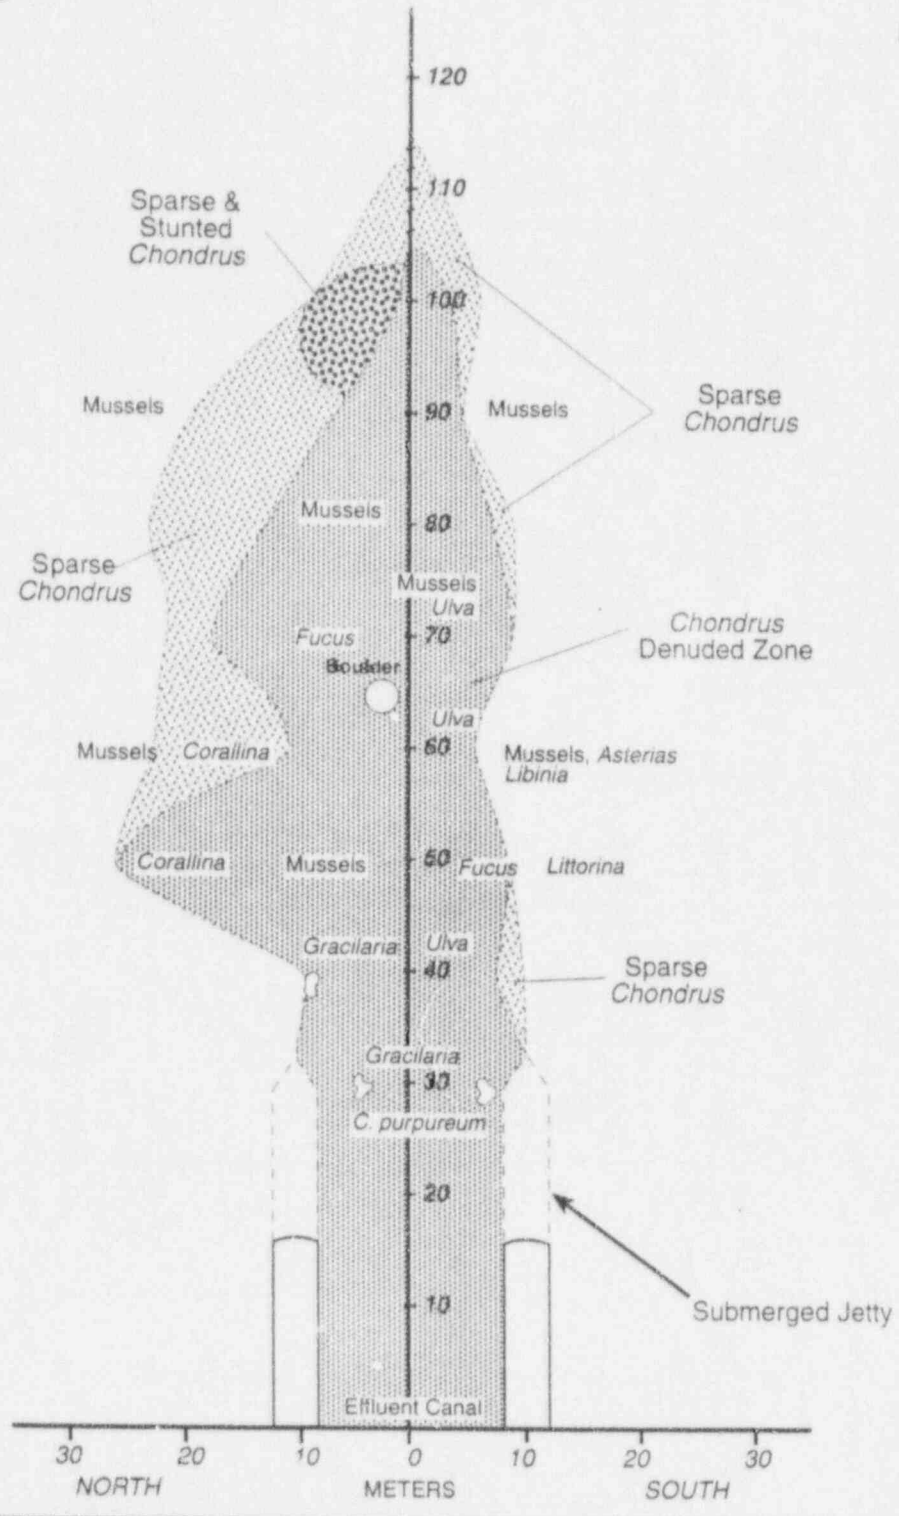 120
110
Sparse &
Stunted
Chondrus
100
Mussels
90
Mussels
Sparse
Chondrus
Mussels
80
Sparse
Chondrus
Mussels
Ulva
Fucus
70
Chondrus
Denuded Zone
Boulder
Ulva
Mussels Corallina
60
Mussels, Asterias
Libinia
Corallina
Mussels
50
Fucus
Littorina
Gracilaria
Ulva
40
Sparse
Chondrus
Gracilaria
30
C. purpureum
20
10
Submerged Jetty
Effluent Canal
30 20 10 0 10 20 30
NORTH METERS SOUTH